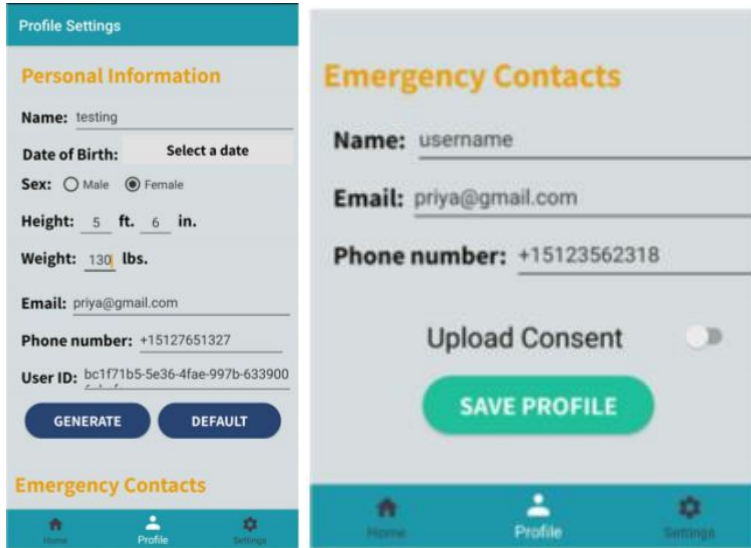 Profile Settings
Personal Information
Name: testing
Date of Birth: Select a date
Sex: Male Female
Height: 5 ft. 6 in.
Weight: 130 lbs.
Email: priya@gmail.com
Phone number: +15127651327
User ID: bc1f71b5-5e36-4fae-997b-633900
GENERATE DEFAULT
Emergency Contacts
Home Profile Settings
Emergency Contacts
Name: username
Email: priya@gmail.com
Phone number: +15123562318
Upload Consent
SAVE PROFILE
Home Profile Settings